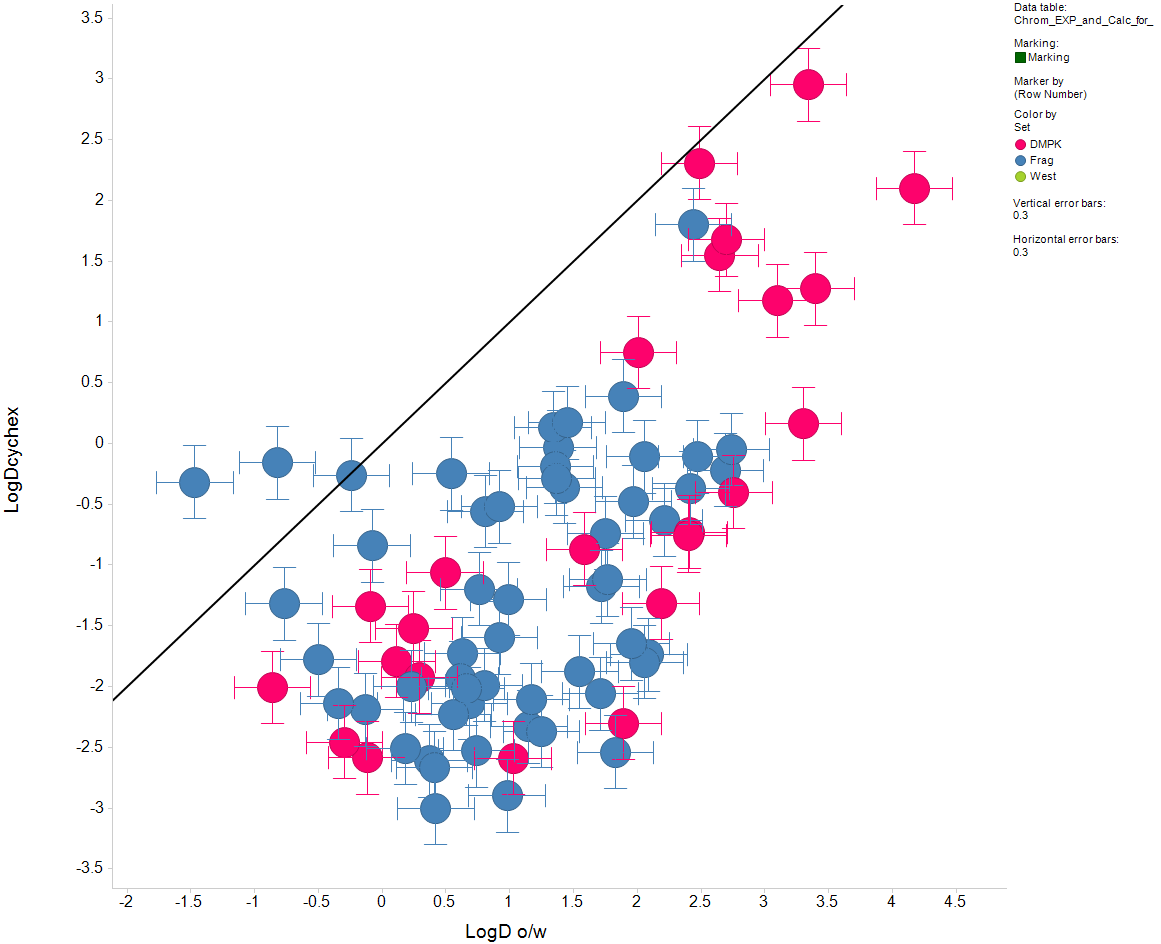 3.5
3
2.5
2
1.5
1
0.5
0
-0.5
-1
-1.5
-2
-2.5
-3
-3.5
LogDcychex
-2 -1.5 -1 -0.5 0 0.5 1 1.5 2 2.5 3 3.5 4 4.5
LogD o/w
Data table:
Chrom_EXP_and_Calc_for_
Marking:
Marking
Marker by
(Row Number)
Color by
Set
DMPK
Frag
West
Vertical error bars:
0.3
Horizontal error bars:
0.3